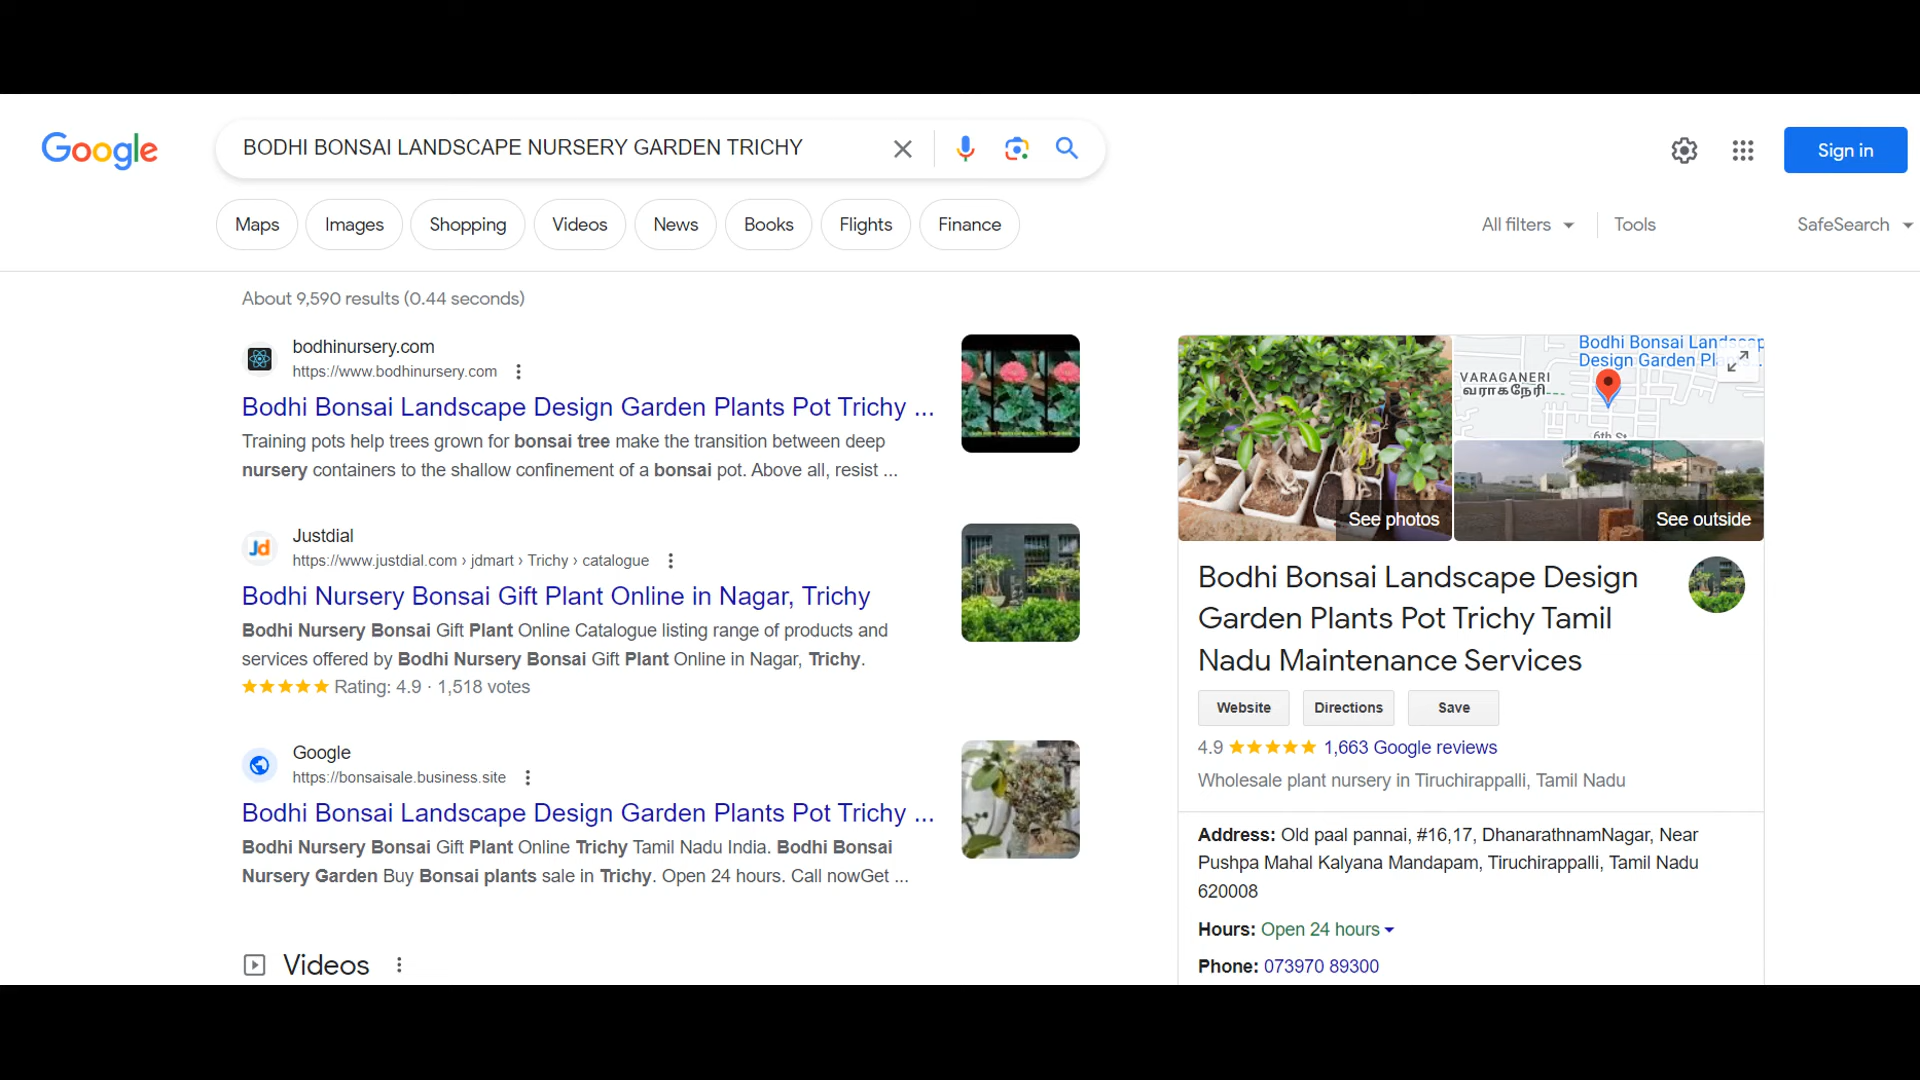 Google
BODHI BONSAI LANDSCAPE NURSERY GARDEN TRICHY
Sign in
Maps
Images
Shopping
Videos
News
Books
Flights
Finance
All filters
Tools
SafeSearch
About 9,590 results (0.44 seconds)
bodhinursery.com
https://www.bodhinursery.com
Bodhi Bonsai Landscape Design Garden Plants Pot Trichy ...
Training pots help trees grown for bonsai tree make the transition between deep
nursery containers to the shallow confinement of a bonsai pot. Above all, resist ...
Jd
Justdial
https://www.justdial.com › jdmart › Trichy › catalogue
Bodhi Nursery Bonsai Gift Plant Online in Nagar, Trichy
Bodhi Nursery Bonsai Gift Plant Online Catalogue listing range of products and
services offered by Bodhi Nursery Bonsai Gift Plant Online in Nagar, Trichy.
Rating: 4.9 · 1,518 votes
Google
https://bonsaisale.business.site
Bodhi Bonsai Landscape Design Garden Plants Pot Trichy ...
Bodhi Nursery Bonsai Gift Plant Online Trichy Tamil Nadu India. Bodhi Bonsai
Nursery Garden Buy Bonsai plants sale in Trichy. Open 24 hours. Call nowGet ...
Videos
Bodhi Bonsai Landscap
Design Garden Pla
VARAGANERI
வராகநேரி
6th St
See photos
See outside
Bodhi Bonsai Landscape Design
Garden Plants Pot Trichy Tamil
Nadu Maintenance Services
Website
Directions
Save
4.9 1,663 Google reviews
Wholesale plant nursery in Tiruchirappalli, Tamil Nadu
Address: Old paal pannai, #16,17, DhanarathnamNagar, Near
Pushpa Mahal Kalyana Mandapam, Tiruchirappalli, Tamil Nadu
620008
Hours: Open 24 hours
Phone: 073970 89300